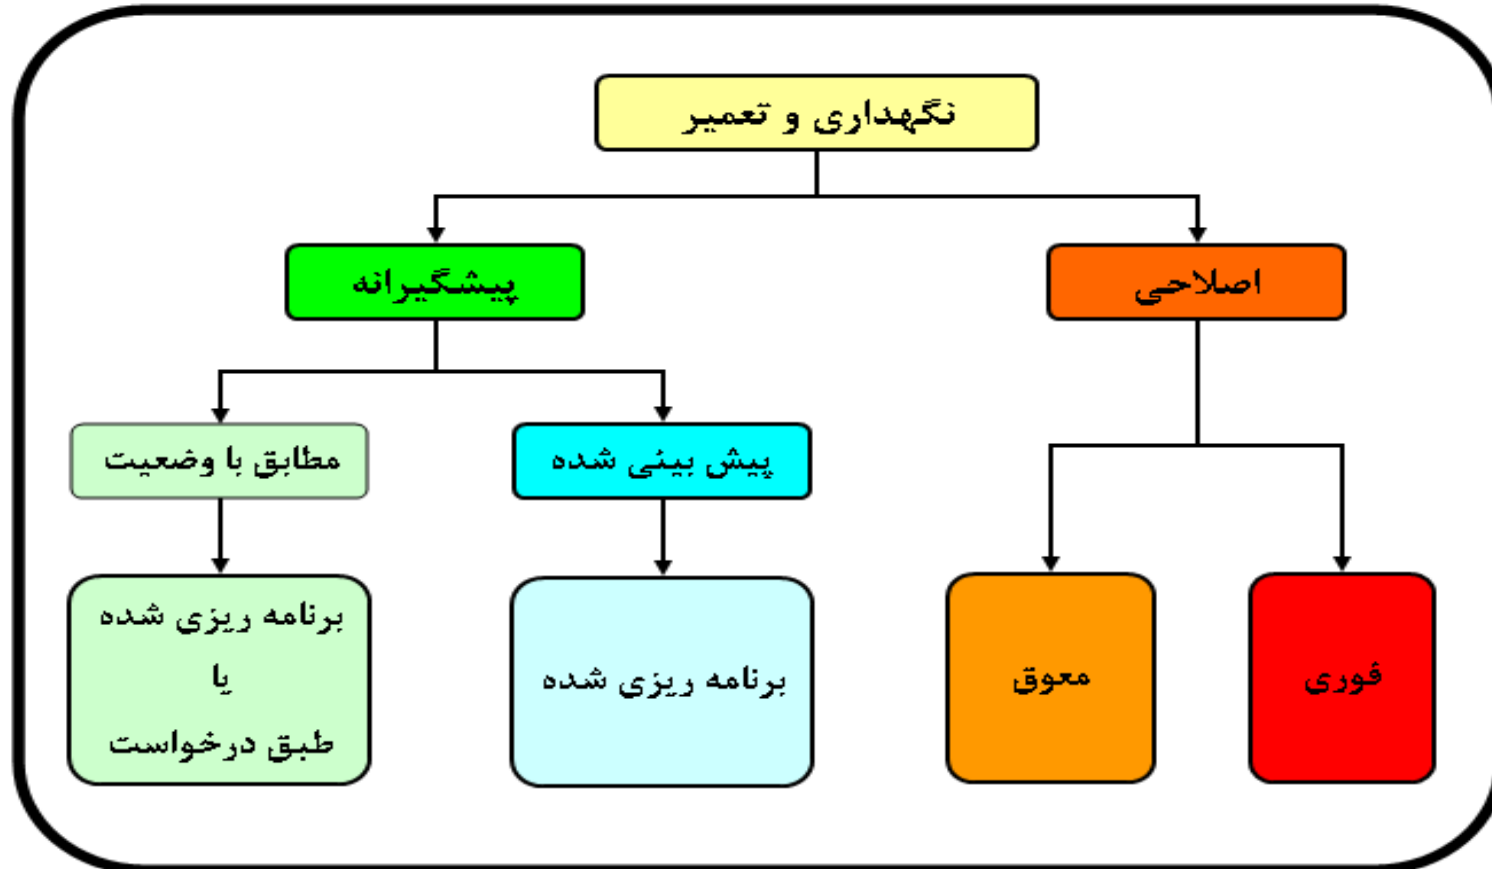 نگهداری و تعمیر
اصلاحی
پیشگیرانه
پیش بینی شده
مطابق با وضعیت
فوری
معوق
برنامه ریزی شده
برنامه ریزی شده
یا
طبق درخواست